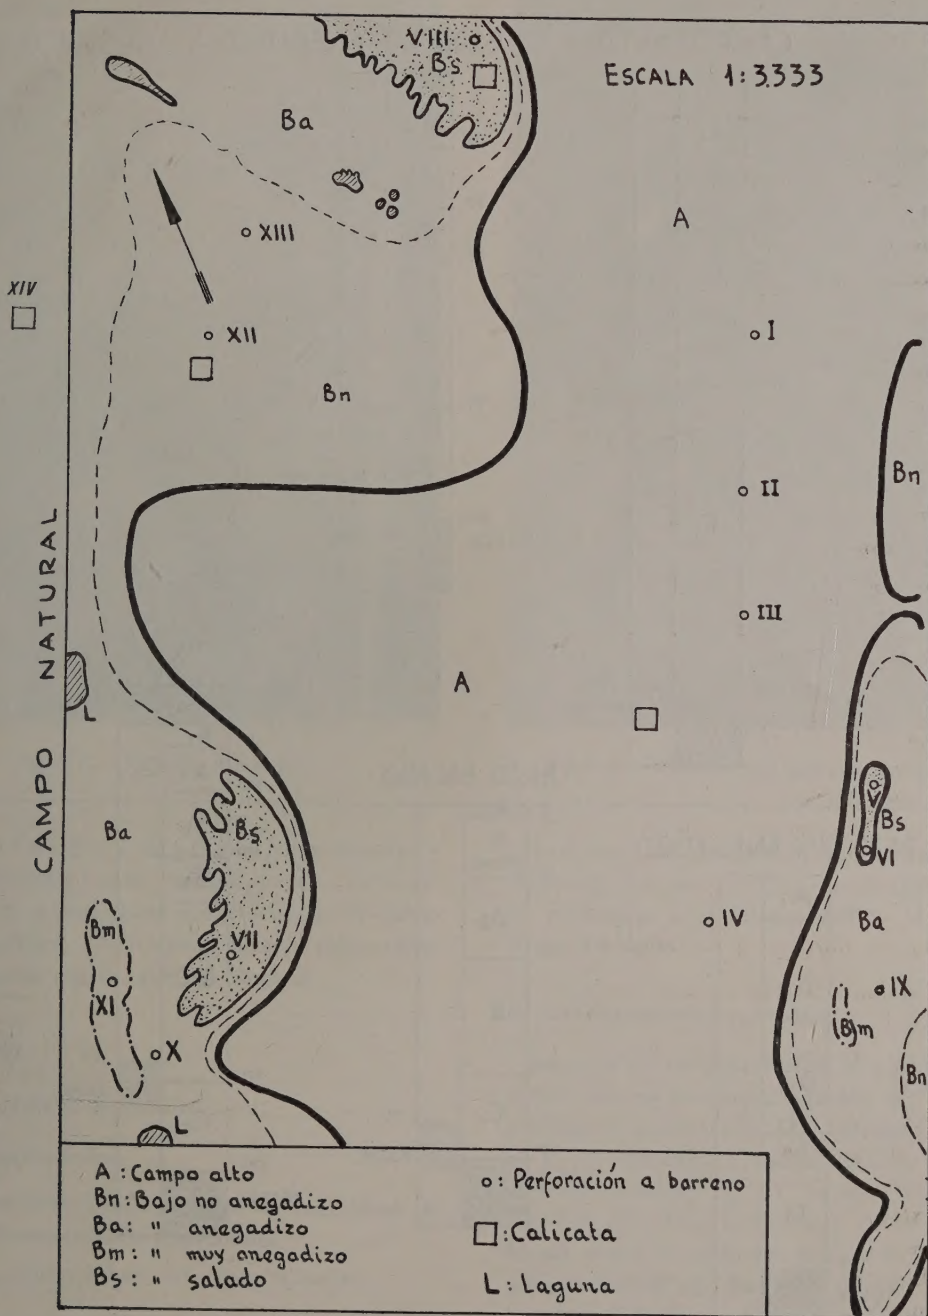 VIII
Bs
ESCALA 1:3333
Ba
A
XIII
XIV
XII
I
Bn
II
Bn
III
CAMPO NATURAL
L
A
Ba
Bs
V
Bs
VI
Bm
VII
IV
Ba
XI
IX
Bm
X
Bn
L
A : Campo alto
Bn: Bajo no anegadizo
Ba: " anegadizo
Bm: " muy anegadizo
Bs: " salado
o: Perforación a barreno
□: Calicata
L: Laguna